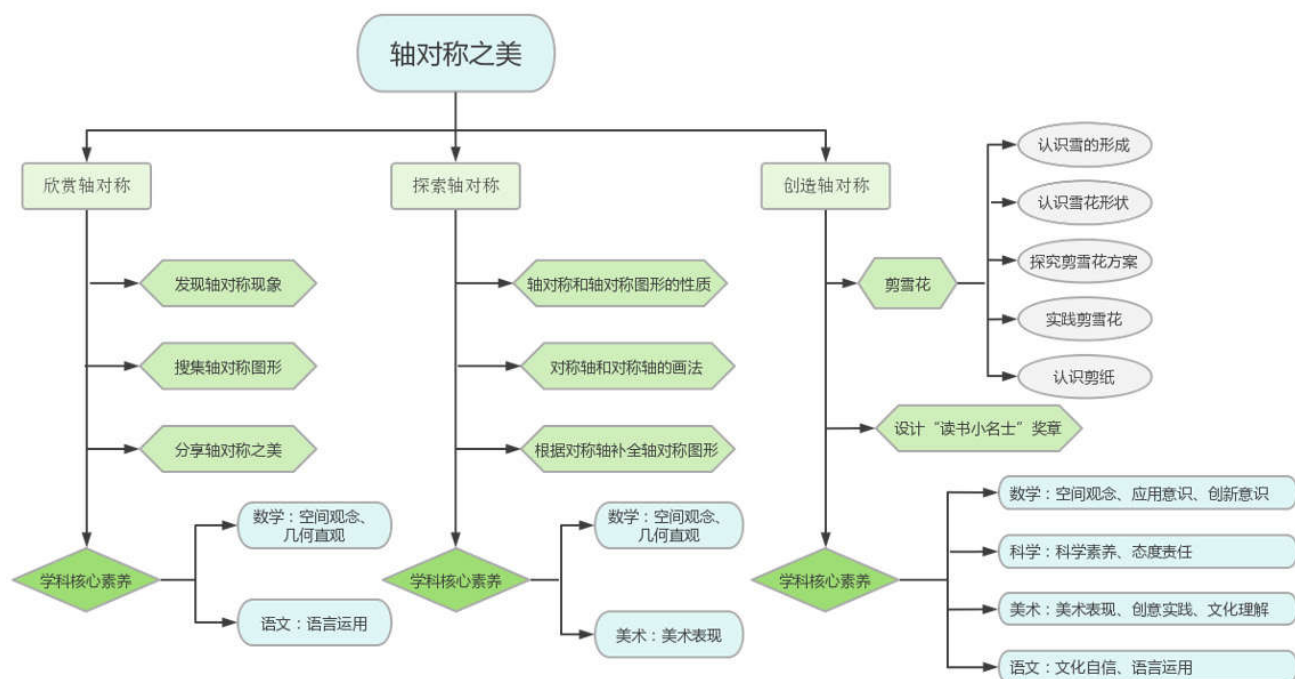 轴对称之美
欣赏轴对称
发现轴对称现象
搜集轴对称图形
分享轴对称之美
学科核心素养
数学：空间观念、
几何直观
语文：语言运用
探索轴对称
轴对称和轴对称图形的性质
对称轴和对称轴的画法
根据对称轴补全轴对称图形
学科核心素养
数学：空间观念、
几何直观
美术：美术表现
创造轴对称
剪雪花
认识雪的形成
认识雪花形状
探究剪雪花方案
实践剪雪花
认识剪纸
设计“读书小名士”奖章
学科核心素养
数学：空间观念、应用意识、创新意识
科学：科学素养、态度责任
美术：美术表现、创意实践、文化理解
语文：文化自信、语言运用